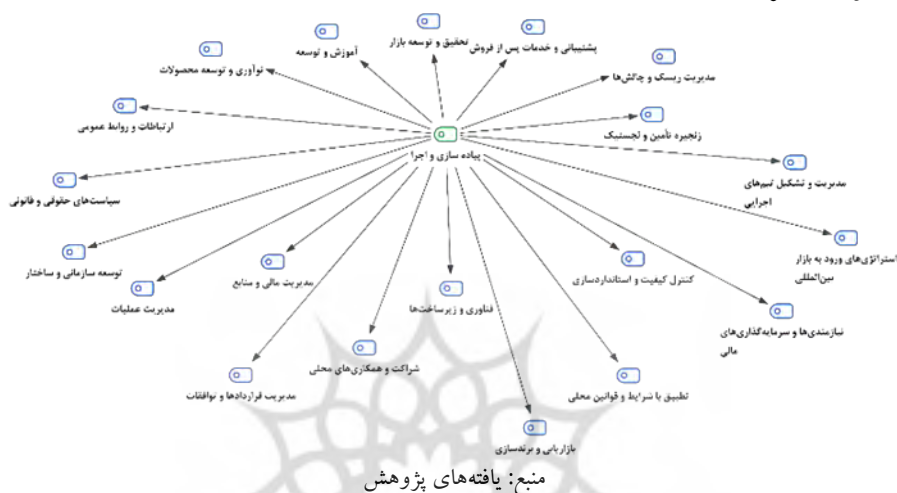 پشتیبانی و خدمات پس از فروش
تحقیق و توسعه بازار
آموزش و توسعه
نوآوری و توسعه محصولات
مدیریت ریسک و چالش‌ها
ارتباطات و روابط عمومی
زنجیره تأمین و لجستیک
پیاده سازی و اجرا
مدیریت و تشکیل تیم‌های
اجرایی
سیاست‌های حقوقی و قانونی
استراتژی‌های ورود به بازار
بین‌المللی
توسعه سازمانی و ساختار
مدیریت مالی و منابع
کنترل کیفیت و استانداردسازی
مدیریت عملیات
فناوری و زیرساخت‌ها
نیازمندی‌ها و سرمایه‌گذاری‌های
مالی
شراکت و همکاری‌های محلی
مدیریت قراردادها و توافقات
تطبیق با شرایط و قوانین محلی
بازاریابی و برندسازی
منبع: یافته‌های پژوهش